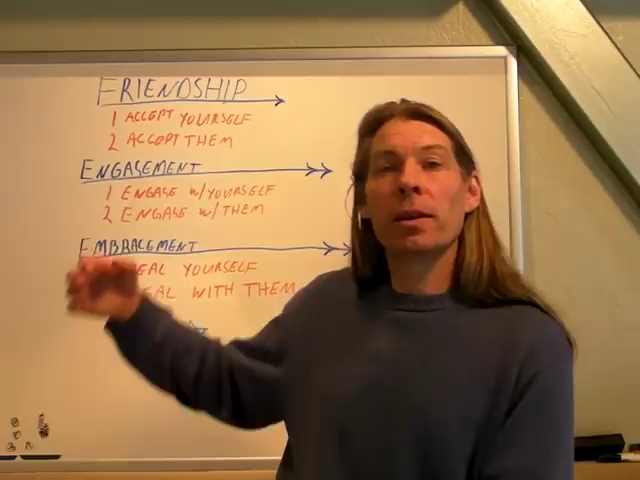 FRIENDSHIP
1 ACCEPT YOURSELF
2 ACCEPT THEM
ENGAGEMENT
1 ENGAGE W/YOURSELF
2 ENGAGE W/ THEM
EMBRACEMENT
EAL YOURSELF
EAL WITH THEM